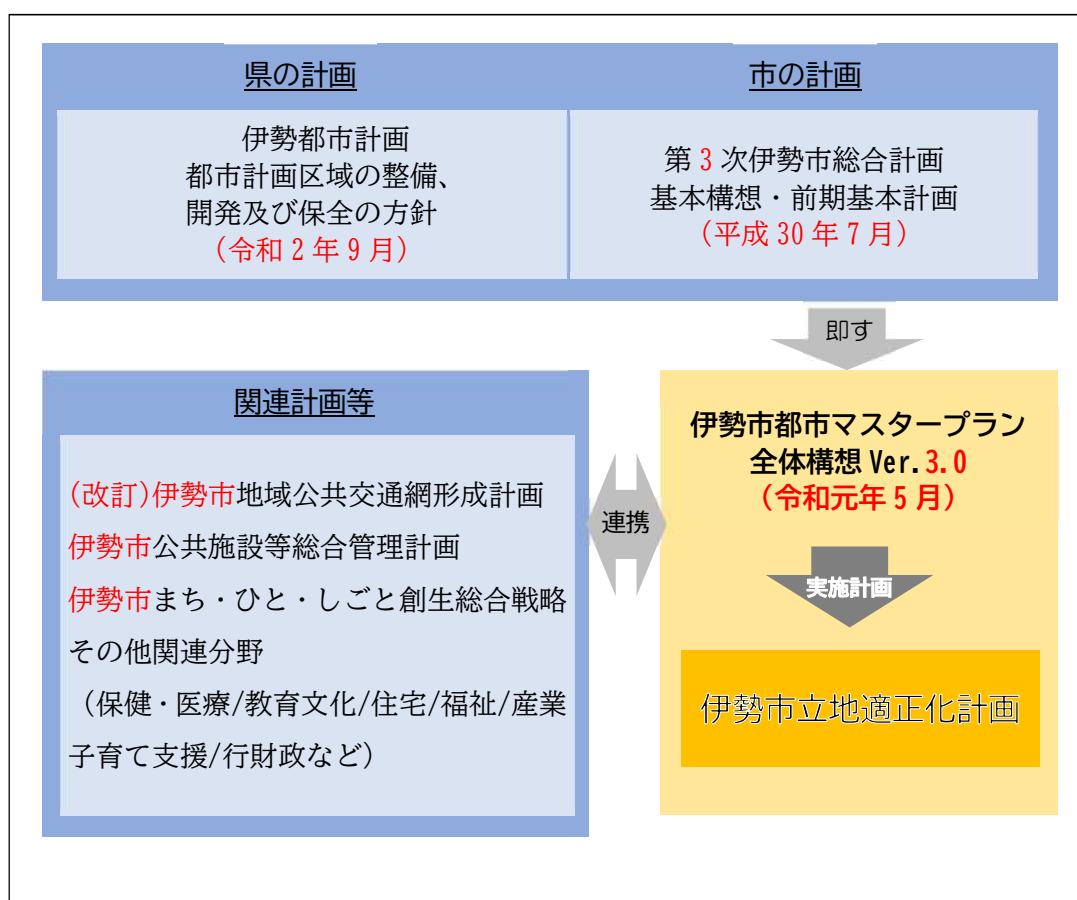 県の計画
伊勢都市計画
都市計画区域の整備、
開発及び保全の方針
(令和2年9月)
市の計画
第3次伊勢市総合計画
基本構想・前期基本計画
(平成30年7月)
即す
関連計画等
(改訂)伊勢市地域公共交通網形成計画
伊勢市公共施設等総合管理計画
伊勢市まち・ひと・しごと創生総合戦略
その他関連分野
(保健・医療/教育文化/住宅/福祉/産業
子育て支援/行財政など)
連携
伊勢市都市マスタープラン
全体構想 Ver.3.0
(令和元年5月)
実施計画
伊勢市立地適正化計画